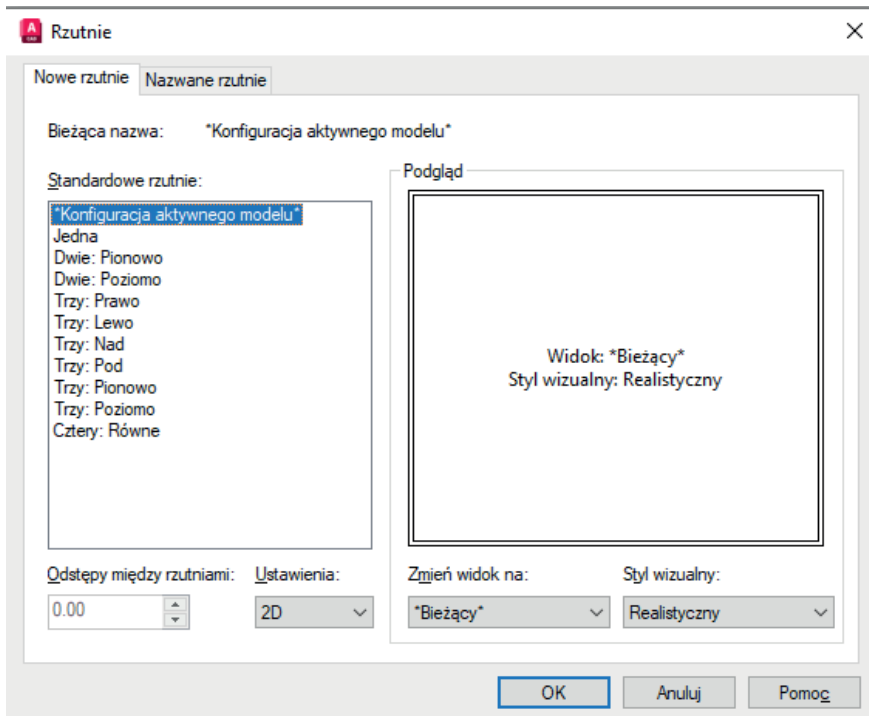 Rzutnie
Nowe rzutnie
Nazwane rzutnie
Bieżąca nazwa: *Konfiguracja aktywnego modelu*
Standardowe rzutnie:
*Konfiguracja aktywnego modelu*
Jedna
Dwie: Pionowo
Dwie: Poziomo
Trzy: Prawo
Trzy: Lewo
Trzy: Nad
Trzy: Pod
Trzy: Pionowo
Trzy: Poziomo
Cztery: Równe
Podgląd
Widok: *Bieżący*
Styl wizualny: Realistyczny
Odstępy między rzutniami:
0.00
Ustawienia:
2D
Zmień widok na:
*Bieżący*
Styl wizualny:
Realistyczny
OK
Anuluj
Pomoc